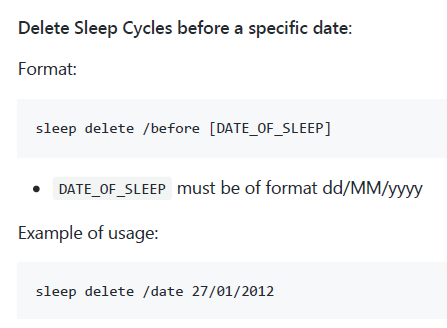 Delete Sleep Cycles before a specific date:
Format:
sleep delete /before [DATE_OF_SLEEP]
• DATE_OF_SLEEP must be of format dd/MM/yyyy
Example of usage:
sleep delete /date 27/01/2012